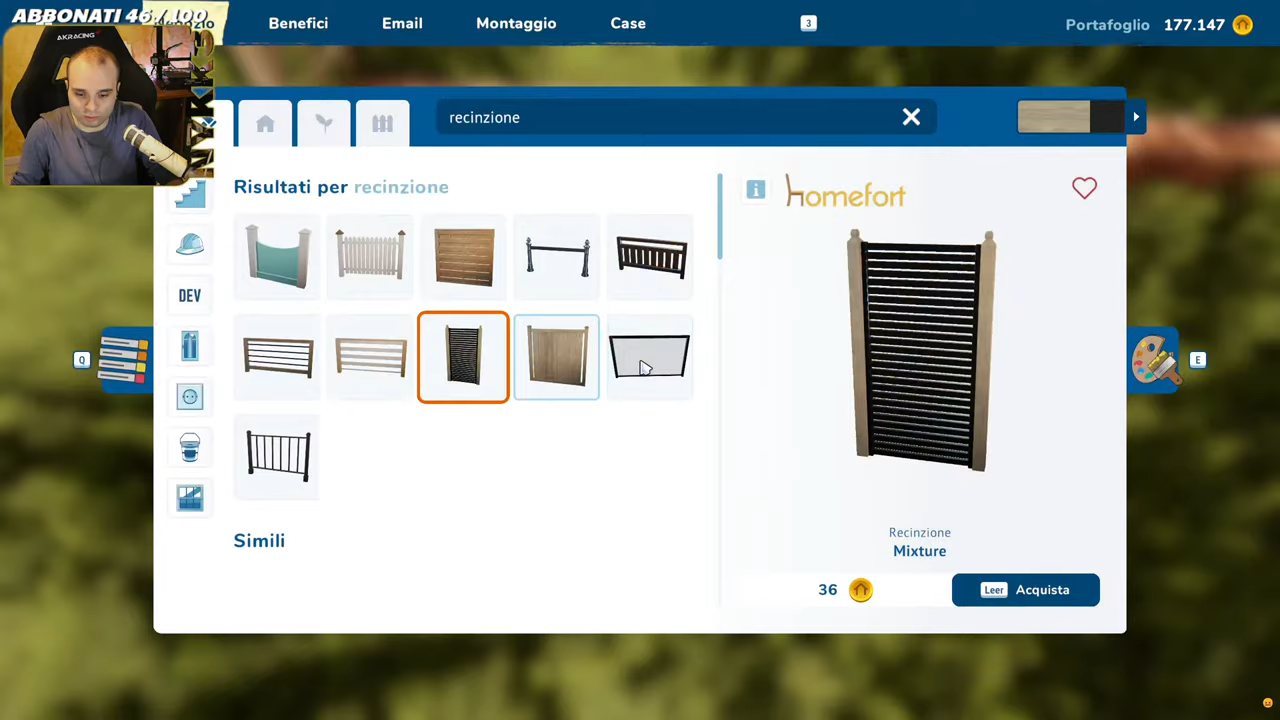 ABBONATI 46/100
AKRACING
Benefici
Email
Montaggio
Case
3
Portafoglio 177.147
recinzione
Risultati per recinzione
homefort
DEV
Q
E
Recinzione
Mixture
36
Leer Acquista
Simili